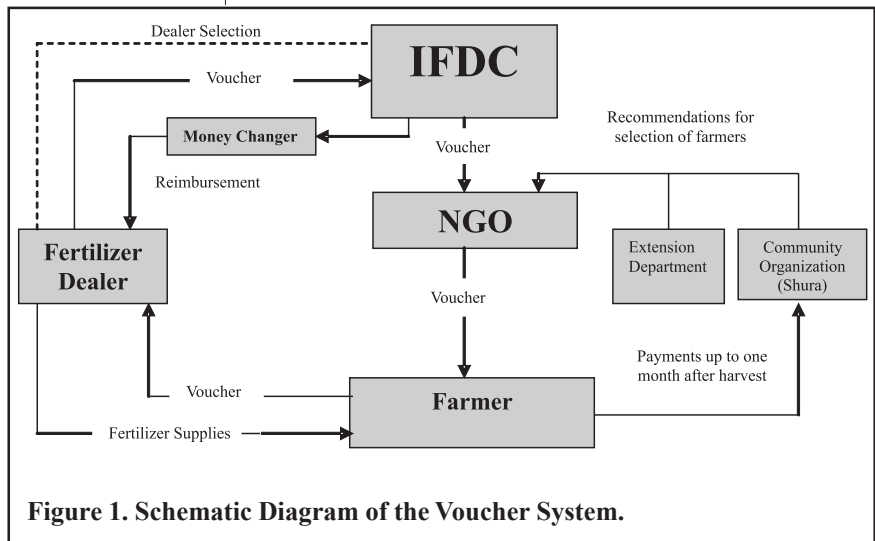 Dealer Selection
IFDC
Voucher
Money Changer
Recommendations for
selection of farmers
Voucher
Reimbursement
NGO
Fertilizer
Dealer
Extension
Department
Community
Organization
(Shura)
Voucher
Payments up to one
month after harvest
Voucher
Farmer
Fertilizer Supplies
Figure 1. Schematic Diagram of the Voucher System.